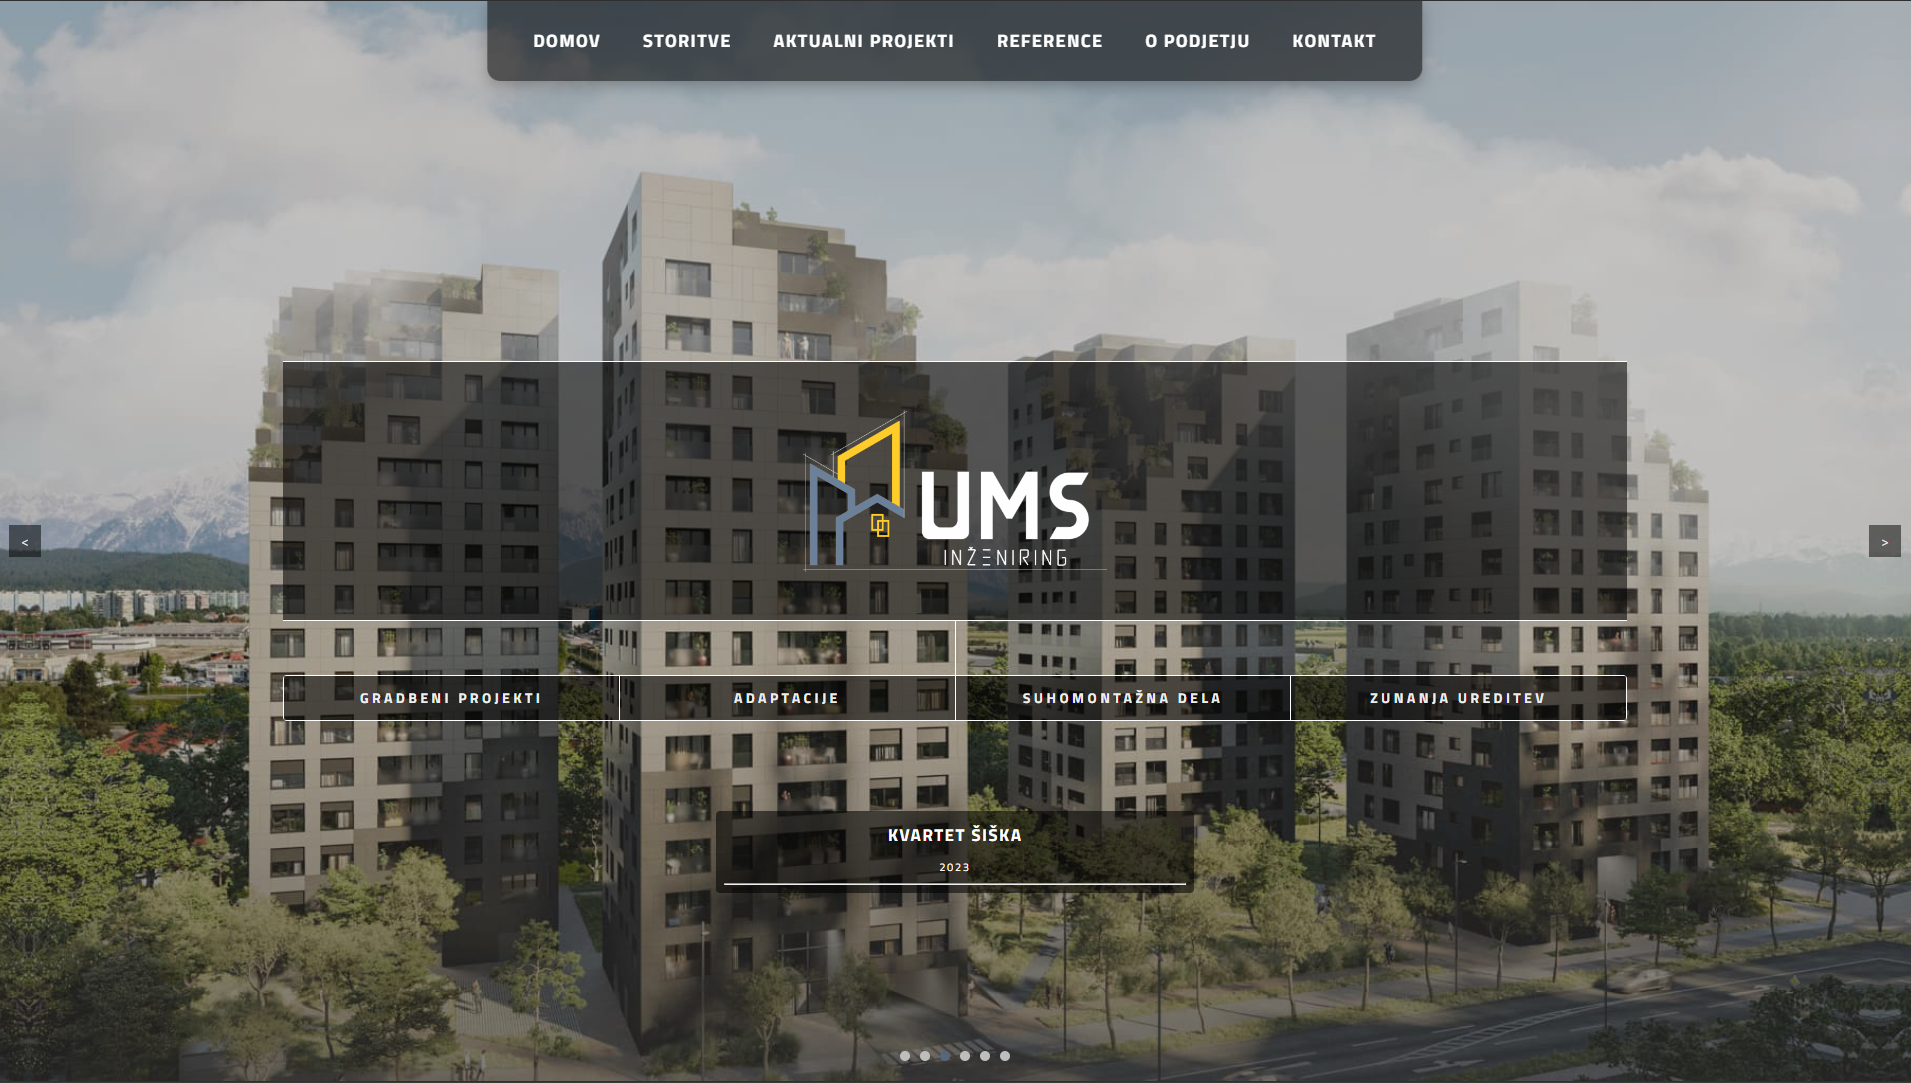 DOMOV STORITVE AKTUALNI PROJEKTI REFERENCE O PODJETJU KONTAKT
UMS
INŽENIRING
< >
GRADBENI PROJEKTI ADAPTACIJE SUHOMONTAŽNA DELA ZUNANJA UREDITEV
KVARTET ŠIŠKA
2023